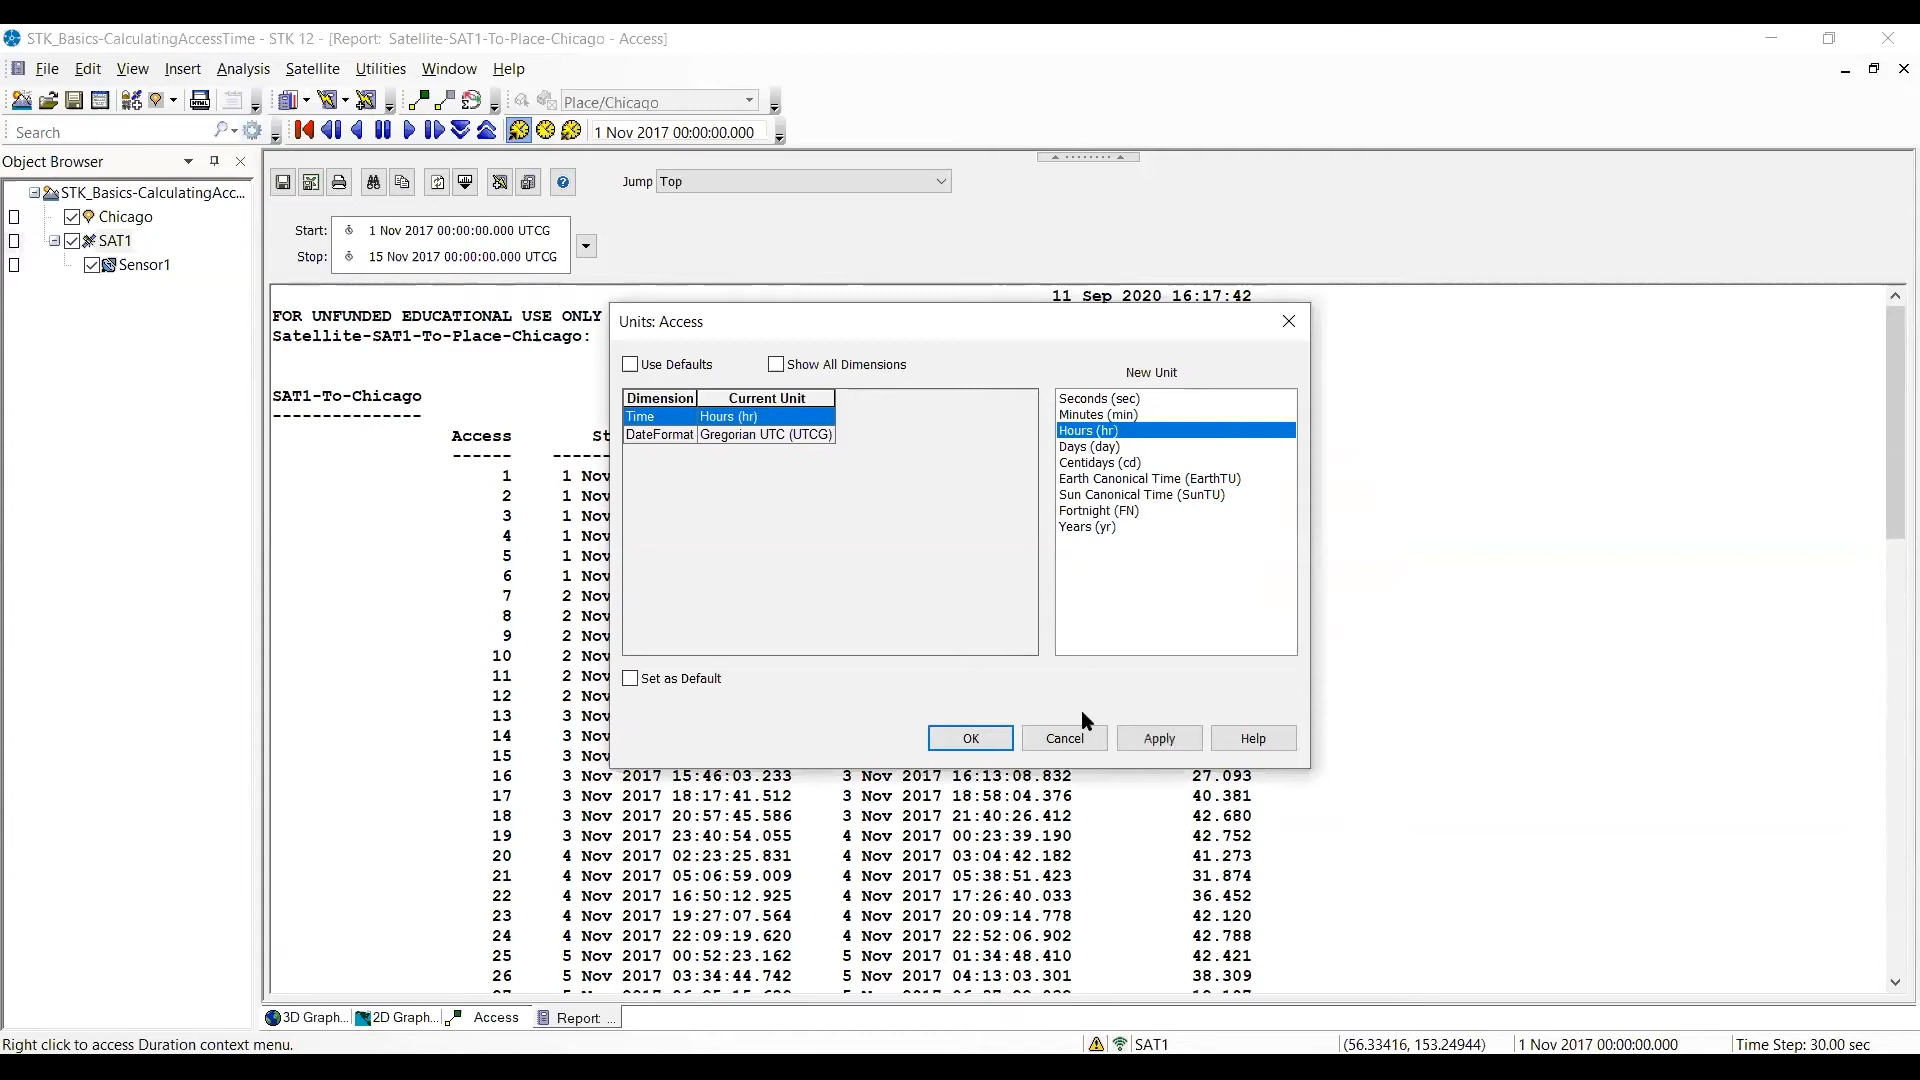 STK_Basics-CalculatingAccessTime - STK 12 - [Report: Satellite-SAT1-To-Place-Chicago - Access]
File Edit View Insert Analysis Satellite Utilities Window Help
Place/Chicago
Search
1 Nov 2017 00:00:00.000
Object Browser
STK_Basics-CalculatingAcc...
Chicago
SAT1
Sensor1
Jump Top
Start: 1 Nov 2017 00:00:00.000 UTCG
Stop: 15 Nov 2017 00:00:00.000 UTCG
11 Sep 2020 16:17:42
FOR UNFUNDED EDUCATIONAL USE ONLY
Satellite-SAT1-To-Place-Chicago:
SAT1-To-Chicago
---------------
Access St
------ ------
1 1 Nov
2 1 Nov
3 1 Nov
4 1 Nov
5 1 Nov
6 1 Nov
7 2 Nov
8 2 Nov
9 2 Nov
10 2 Nov
11 2 Nov
12 2 Nov
13 3 Nov
14 3 Nov
15 3 Nov
16 3 Nov 2017 15:46:03.233 3 Nov 2017 16:13:08.832 27.093
17 3 Nov 2017 18:17:41.512 3 Nov 2017 18:58:04.376 40.381
18 3 Nov 2017 20:57:45.586 3 Nov 2017 21:40:26.412 42.680
19 3 Nov 2017 23:40:54.055 4 Nov 2017 00:23:39.190 42.752
20 4 Nov 2017 02:23:25.831 4 Nov 2017 03:04:42.182 41.273
21 4 Nov 2017 05:06:59.009 4 Nov 2017 05:38:51.423 31.874
22 4 Nov 2017 16:50:12.925 4 Nov 2017 17:26:40.033 36.452
23 4 Nov 2017 19:27:07.564 4 Nov 2017 20:09:14.778 42.120
24 4 Nov 2017 22:09:19.620 4 Nov 2017 22:52:06.902 42.788
25 5 Nov 2017 00:52:23.162 5 Nov 2017 01:34:48.410 42.421
26 5 Nov 2017 03:34:44.742 5 Nov 2017 04:13:03.301 38.309
Units: Access
Use Defaults Show All Dimensions
New Unit
Dimension Current Unit
Time Hours (hr)
DateFormat Gregorian UTC (UTCG)
Seconds (sec)
Minutes (min)
Hours (hr)
Days (day)
Centidays (cd)
Earth Canonical Time (EarthTU)
Sun Canonical Time (SunTU)
Fortnight (FN)
Years (yr)
Set as Default
OK Cancel Apply Help
3D Graph... 2D Graph... Access Report: ...
Right click to access Duration context menu.
SAT1 (56.33416, 153.24944) 1 Nov 2017 00:00:00.000 Time Step: 30.00 sec